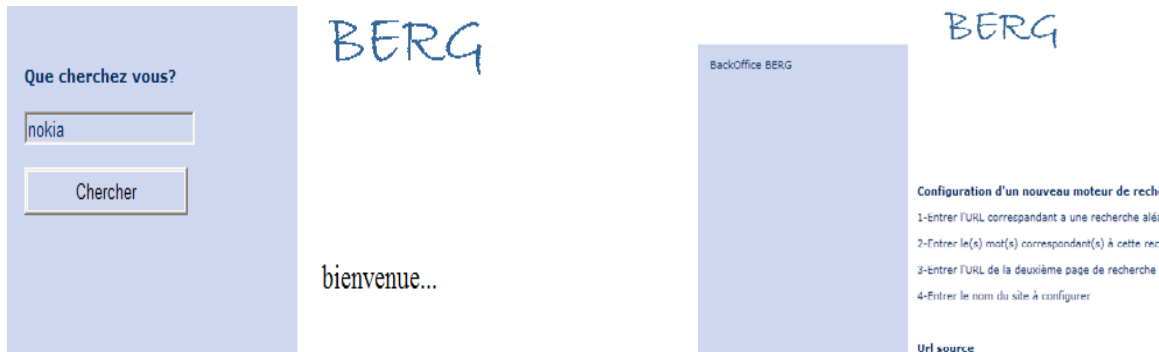 BERG
Que cherchez vous?
nokia
Chercher
bienvenue...
BERG
BackOffice BERG
Configuration d'un nouveau moteur de
1-Entrer l'URL correspandant a une recherche
2-Entrer le(s) mot(s) correspondant(s) à cette
3-Entrer l'URL de la deuxième page de recherche
4-Entrer le nom du site à configurer
Url source